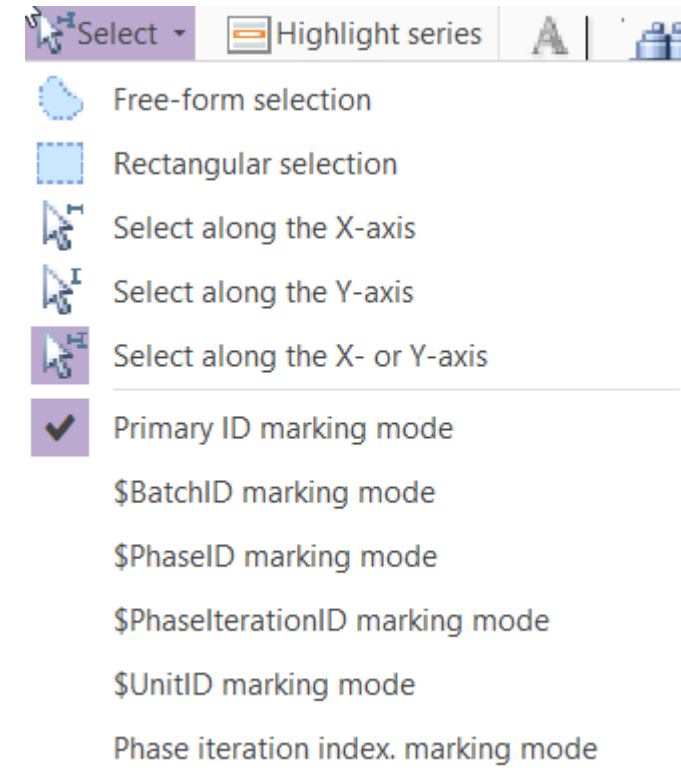 Select Highlight series A
Free-form selection
Rectangular selection
Select along the X-axis
Select along the Y-axis
Select along the X- or Y-axis
Primary ID marking mode
$BatchID marking mode
$PhaseID marking mode
$PhaseIterationID marking mode
$UnitID marking mode
Phase iteration index. marking mode